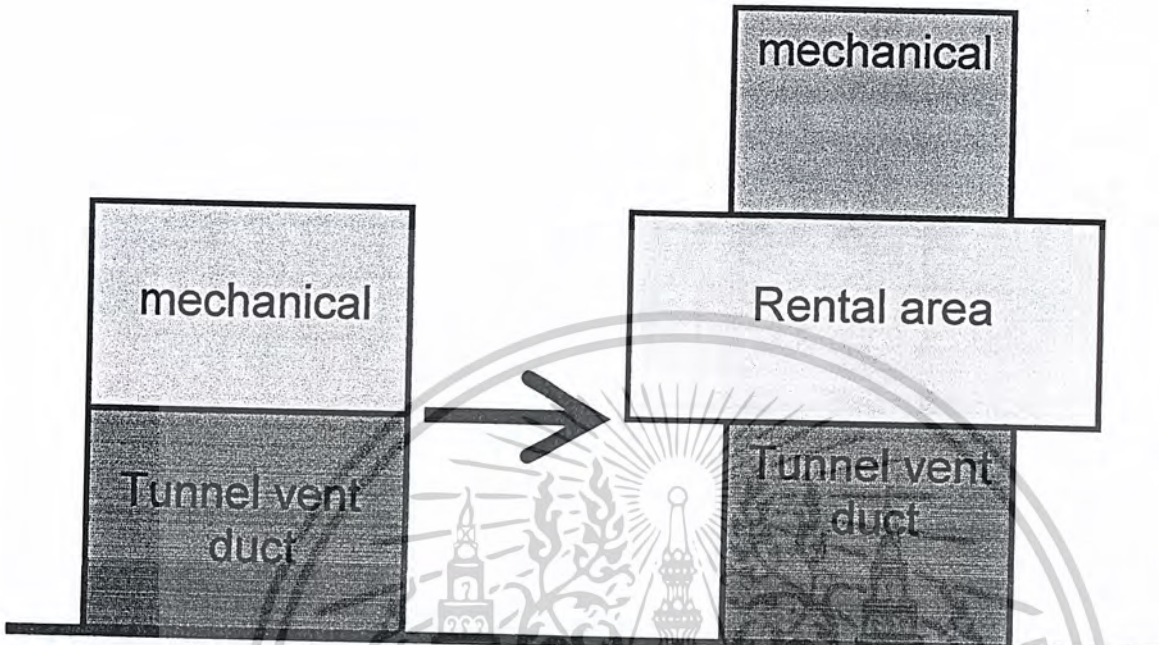 mechanical
Tunnel vent
duct
mechanical
Rental area
Tunnel vent
duct